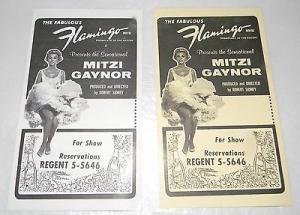 THE FABULOUS
Flamingo
HOTEL
Presents the Sensational
MITZI
GAYNOR
PRODUCED and DIRECTED
by ROBERT SIDNEY
For Show
Reservations
REGENT 5-5646
THE FABULOUS
Flamingo
HOTEL
Presents the Sensational
MITZI
GAYNOR
PRODUCED and DIRECTED
by ROBERT SIDNEY
For Show
Reservations
REGENT 5-5646